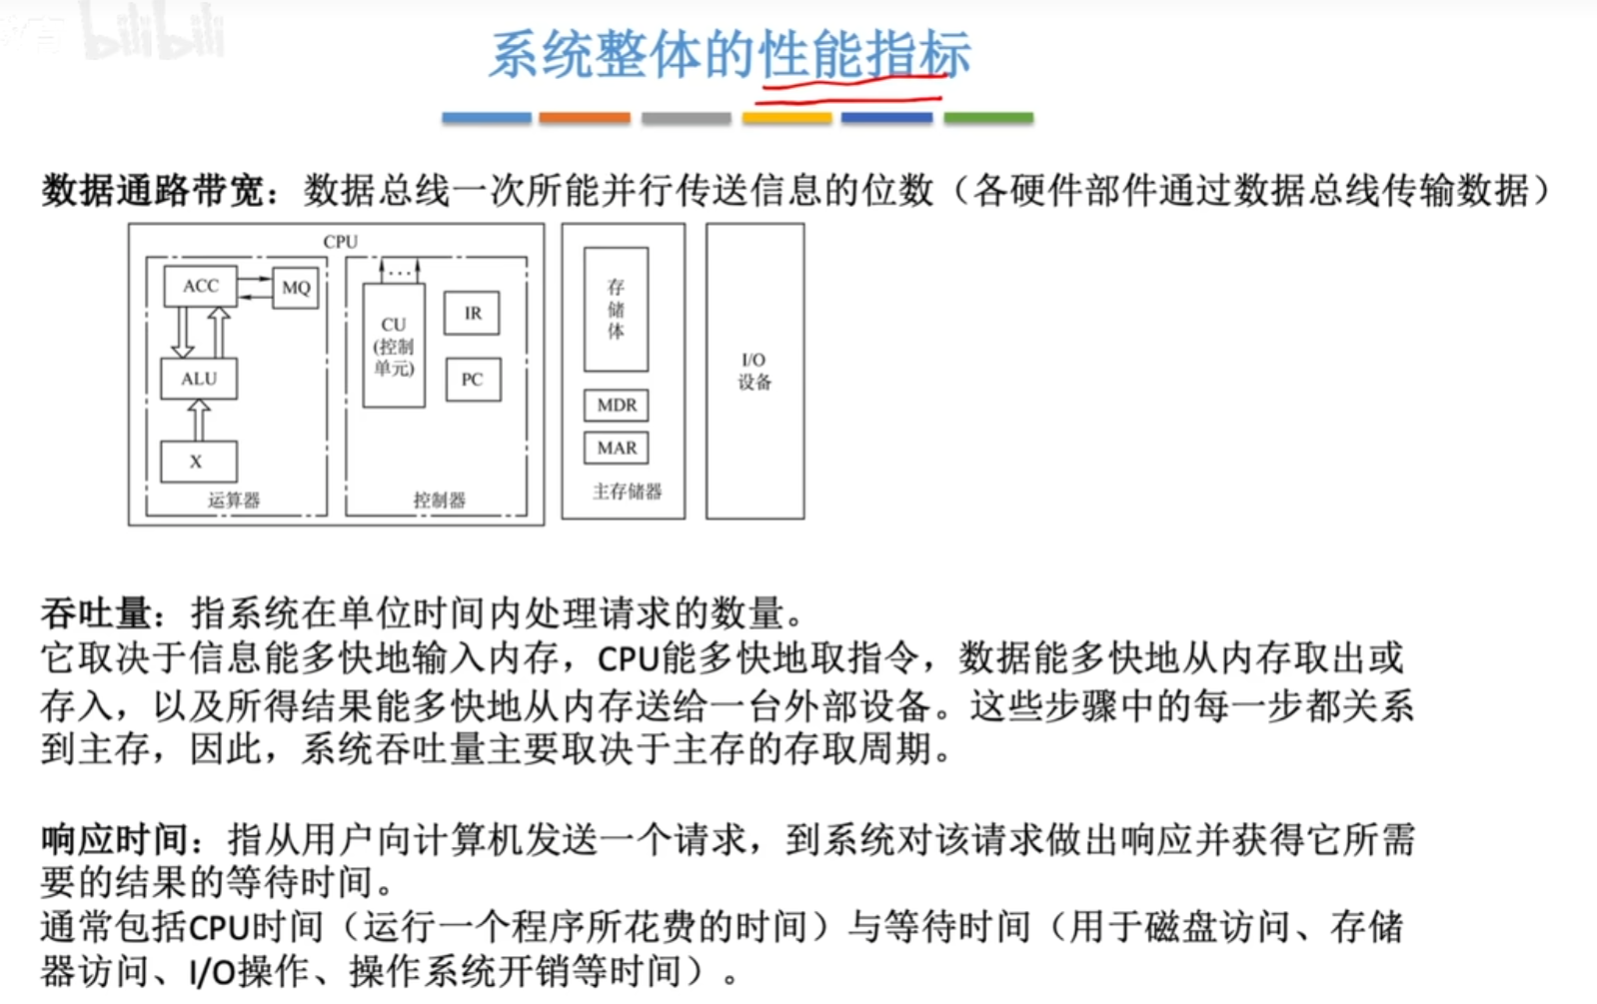 育
bilibili
系统整体的性能指标
数据通路带宽：数据总线一次所能并行传送信息的位数（各硬件部件通过数据总线传输数据）
CPU
ACC
MQ
ALU
X
运算器
...
CU
(控制
单元)
IR
PC
控制器
存
储
体
MDR
MAR
主存储器
I/O
设备
吞吐量：指系统在单位时间内处理请求的数量。
它取决于信息能多快地输入内存，CPU能多快地取指令，数据能多快地从内存取出或
存入，以及所得结果能多快地从内存送给一台外部设备。这些步骤中的每一步都关系
到主存，因此，系统吞吐量主要取决于主存的存取周期。
响应时间：指从用户向计算机发送一个请求，到系统对该请求做出响应并获得它所需
要的结果的等待时间。
通常包括CPU时间（运行一个程序所花费的时间）与等待时间（用于磁盘访问、存储
器访问、I/O操作、操作系统开销等时间）。